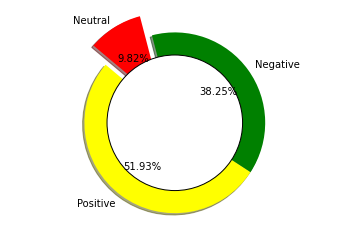 Neutral
9.82%
Negative
38.25%
51.93%
Positive